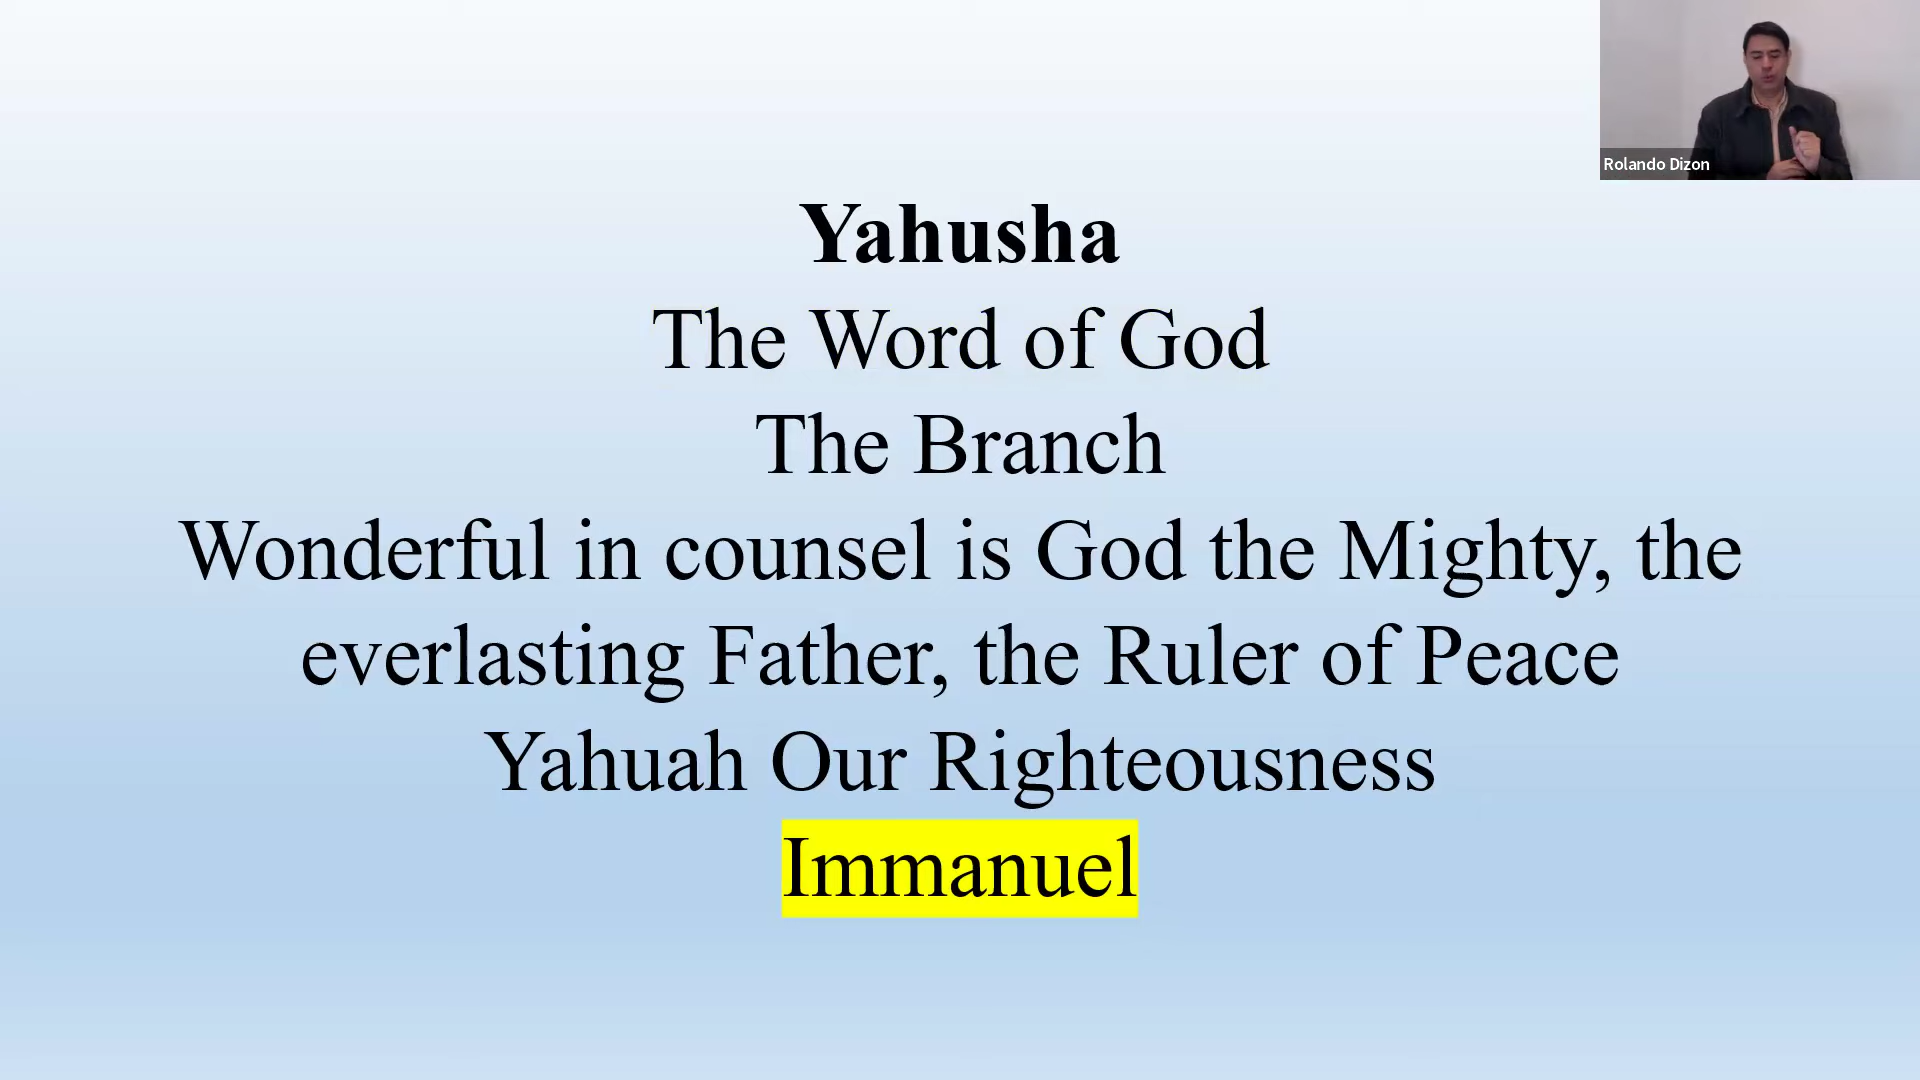 Rolando Dizon
Yahusha
The Word of God
The Branch
Wonderful in counsel is God the Mighty, the
everlasting Father, the Ruler of Peace
Yahuah Our Righteousness
Immanuel